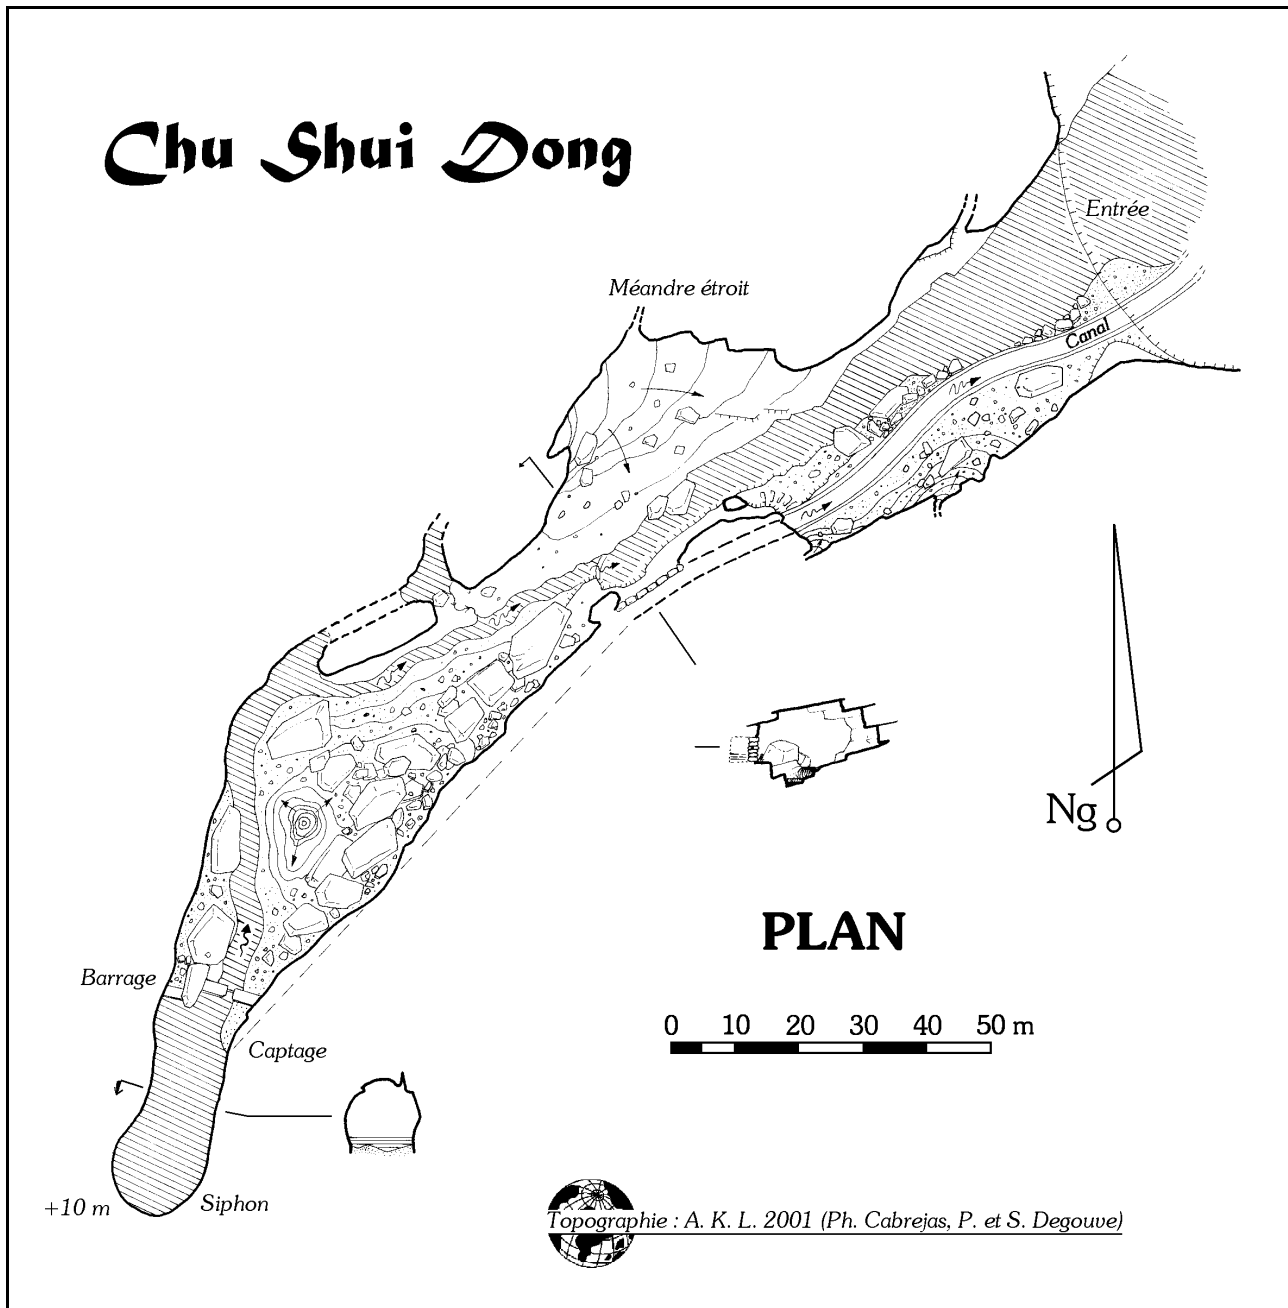 Chu Shui Dong
Entrée
Méandre étroit
Canal
Ng
PLAN
Barrage
0 10 20 30 40 50 m
Captage
+10 m
Siphon
Topographie : A. K. L. 2001 (Ph. Cabrejas, P. et S. Degouve)